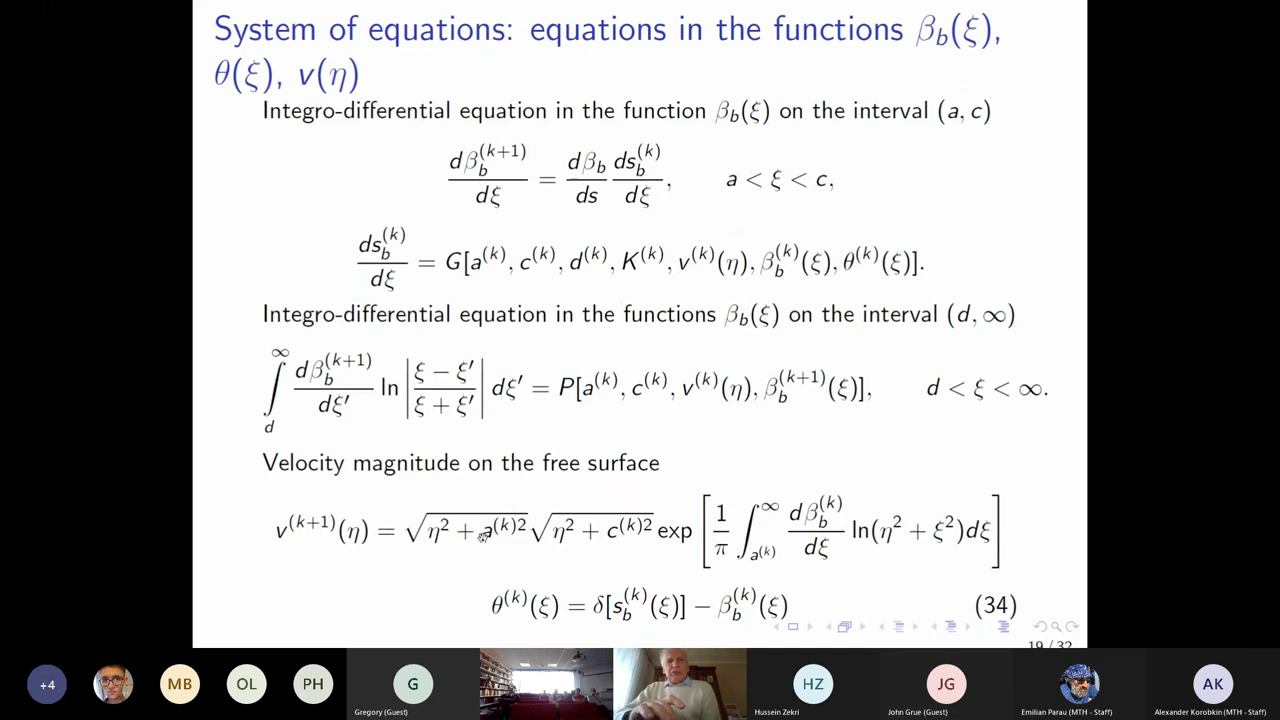 System of equations: equations in the functions β_b(ξ),
θ(ξ), v(η)
Integro-differential equation in the function β_b(ξ) on the interval (a, c)
dβ_b^{(k+1)}/dξ = dβ_b/ds ds_b^{(k)}/dξ, a < ξ < c,
ds_b^{(k)}/dξ = G[a^{(k)}, c^{(k)}, d^{(k)}, K^{(k)}, v^{(k)}(η), β_b^{(k)}(ξ), θ^{(k)}(ξ)].
Integro-differential equation in the functions β_b(ξ) on the interval (d, ∞)
∫_d^∞ dβ_b^{(k+1)}/dξ′ ln |ξ − ξ′/ξ + ξ′| dξ′ = P[a^{(k)}, c^{(k)}, v^{(k)}(η), β_b^{(k+1)}(ξ)], d < ξ < ∞.
Velocity magnitude on the free surface
v^{(k+1)}(η) = √(η² + a^{(k)2}) √(η² + c^{(k)2}) exp [1/π ∫_{a^{(k)}}^∞ dβ_b^{(k)}/dξ ln(η² + ξ²)dξ]
θ^{(k)}(ξ) = δ[s_b^{(k)}(ξ)] − β_b^{(k)}(ξ) (34)
19 / 32
+4
MB
OL
PH
G
HZ
JG
AK
Gregory (Guest)
Hussein Zekri
John Grue (Guest)
Emilian Parau (MTH - Staff)
Alexander Korobkin (MTH - Staff)